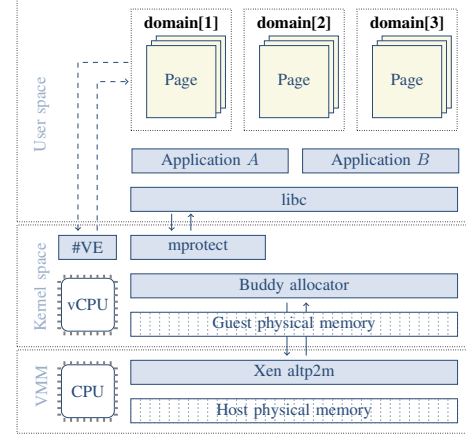 domain[1] domain[2] domain[3]
Page Page Page
User space
Application A Application B
libc
#VE mprotect
Kernel space
vCPU
Buddy allocator
Guest physical memory
VMM
CPU
Xen altp2m
Host physical memory